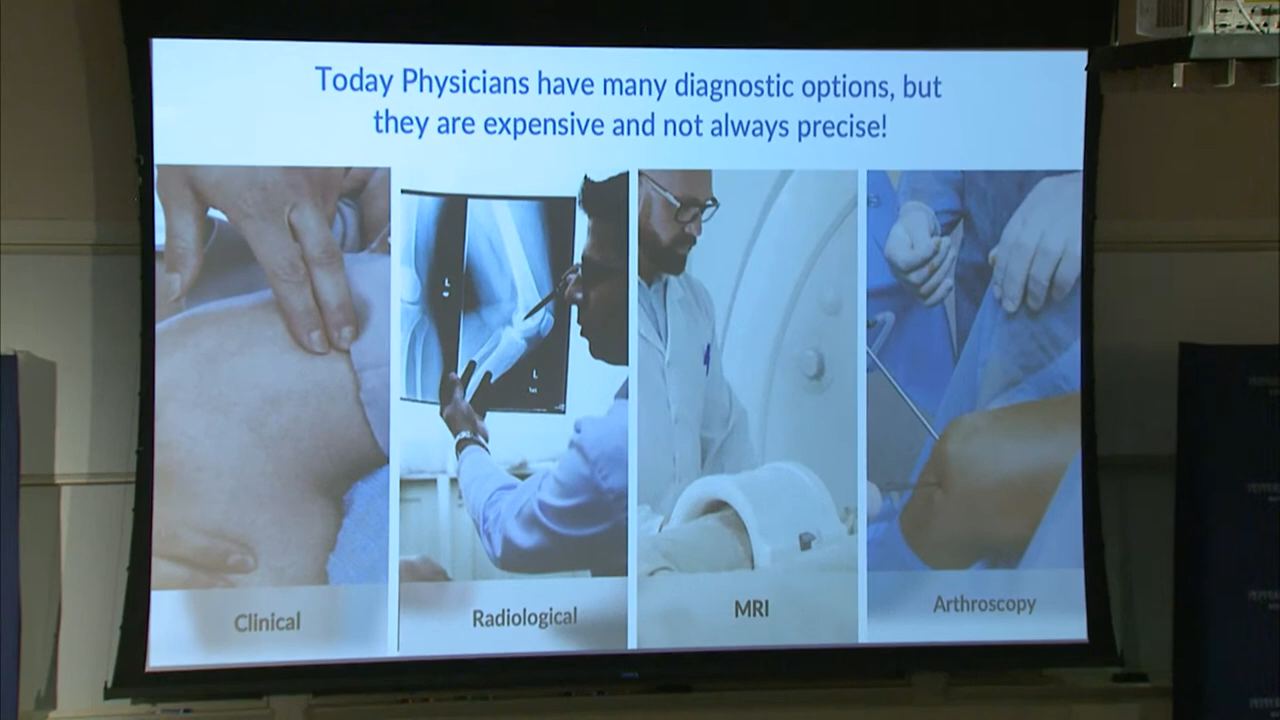 Today Physicians have many diagnostic options, but
they are expensive and not always precise!
L
L
Clinical
Radiological
MRI
Arthroscopy